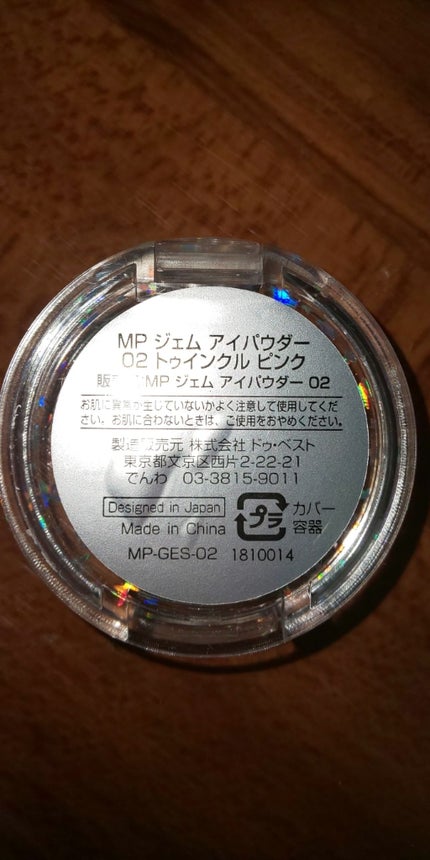 MP ジェム アイパウダー
02 トゥインクル ピンク
販 MP ジェム アイパウダー 02
お肌に異常が生じていないかよく注意して使用してくだ
さい。お肌に合わないときは、ご使用をおやめください。
製造販売元 株式会社 ドゥ・ベスト
東京都文京区西片2-22-21
でんわ 03-3815-9011
Designed in Japan プラ カバー
Made in China 容器
MP-GES-02 1810014